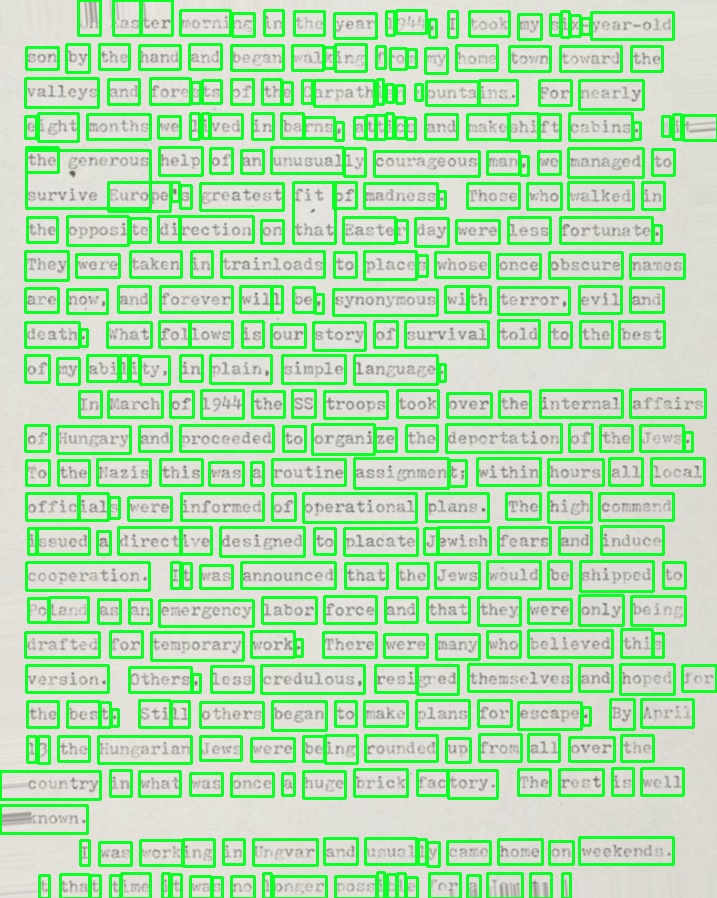 On Easter morning in the year 1944, I took my six-year-old
son by the hand and began walking from my home town toward the
valleys and forests of the Carpathian mountains. For nearly
eight months we lived in barns, attics and makeshift cabins.
the generous help of an unusually courageous man, we managed to
survive Europe's greatest fit of madness. Those who walked in
the opposite direction on that Easter day were less fortunate.
They were taken in trainloads to places whose once obscure names
are now, and forever will be, synonymous with terror, evil and
death. What follows is our story of survival told to the best
of my ability, in plain, simple language.
In March of 1944 the SS troops took over the internal affairs
of Hungary and proceeded to organize the deportation of the Jews.
To the Nazis this was a routine assignment; within hours all local
officials were informed of operational plans. The high command
issued a directive designed to placate Jewish fears and induce
cooperation. It was announced that the Jews would be shipped to
Poland as an emergency labor force and that they were only being
drafted for temporary work. There were many who believed this
version. Others, less credulous, resigned themselves and hoped for
the best. Still others began to make plans for escape. By April
13 the Hungarian Jews were being rounded up from all over the
country in what was once a huge brick factory. The rest is well
known.
I was working in Ungvar and usually came home on weekends.
t that time it was no longer possible for a